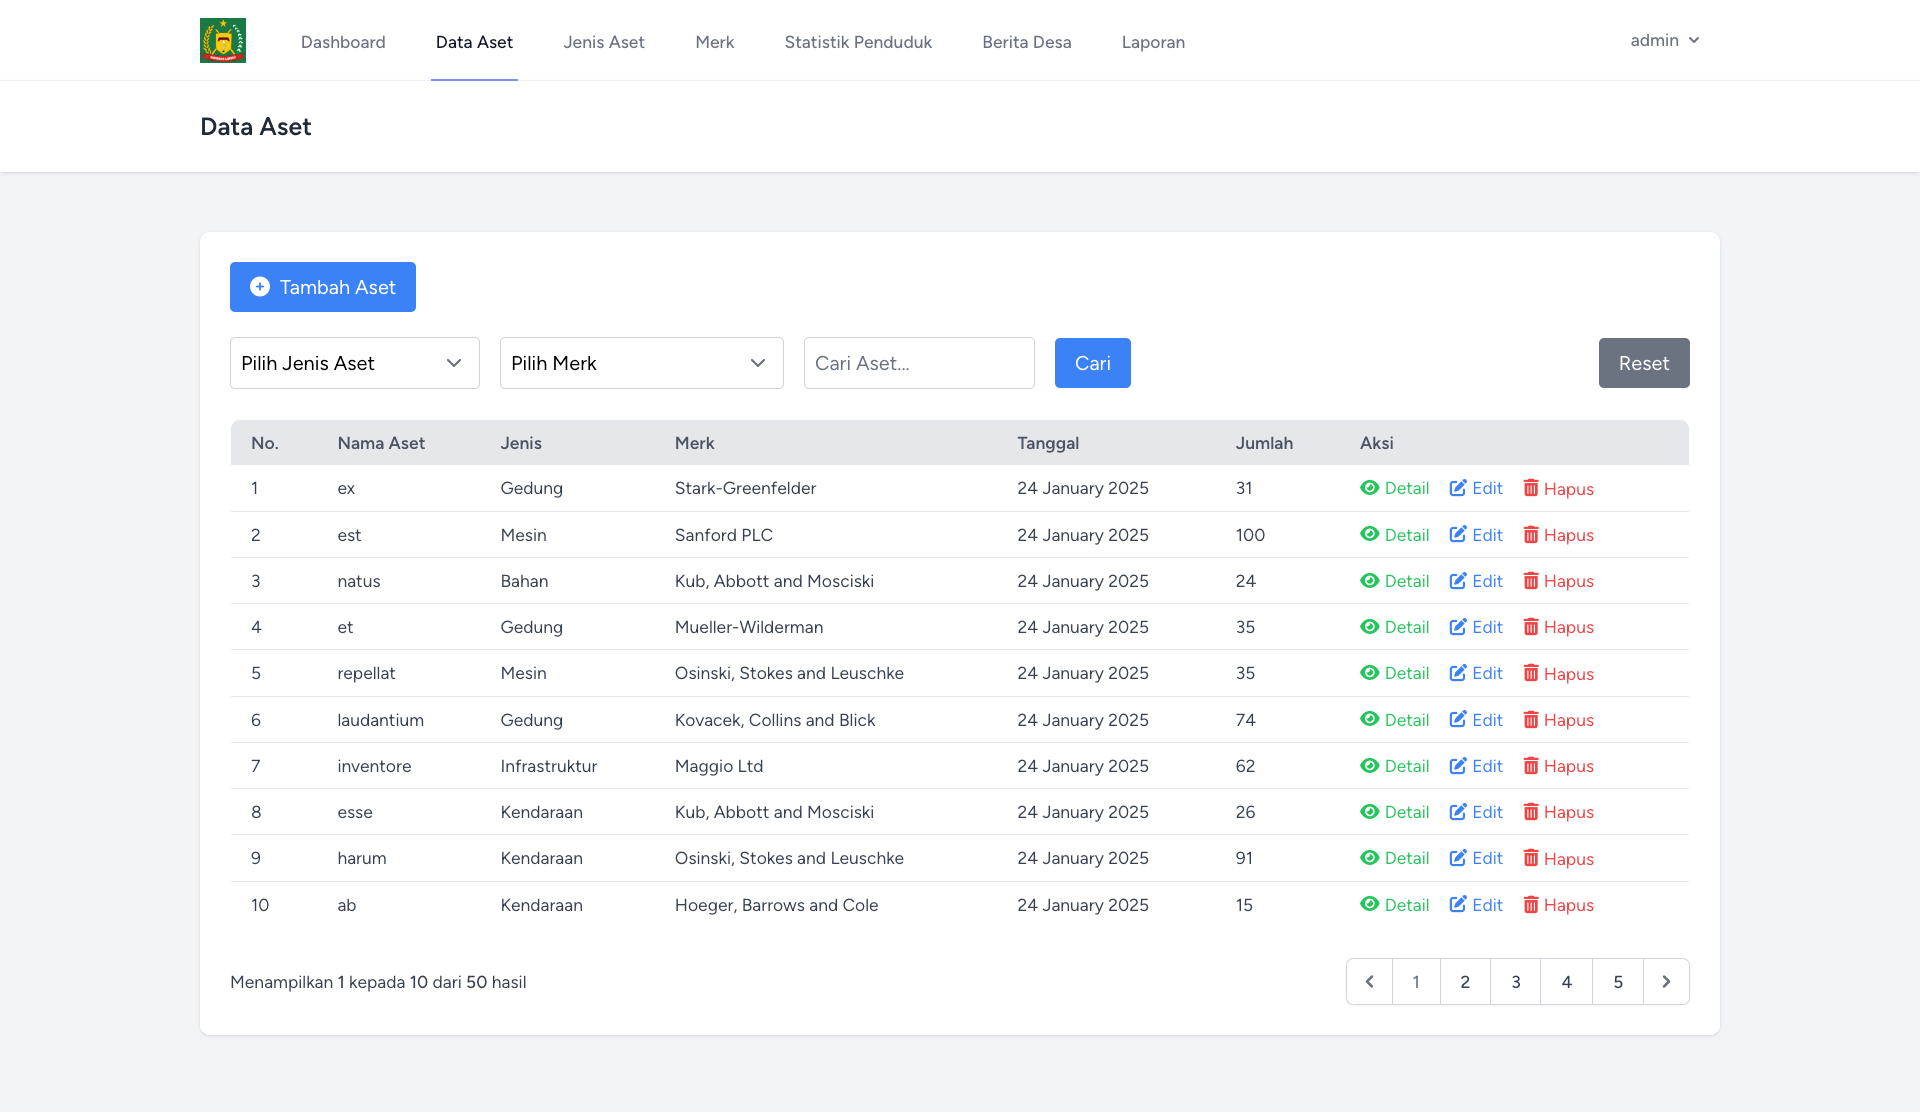 Dashboard Data Aset Jenis Aset Merk Statistik Penduduk Berita Desa Laporan admin
Data Aset
Tambah Aset
Pilih Jenis Aset Pilih Merk Cari Aset... Cari Reset
No. Nama Aset Jenis Merk Tanggal Jumlah Aksi
1 ex Gedung Stark-Greenfelder 24 January 2025 31 Detail Edit Hapus
2 est Mesin Sanford PLC 24 January 2025 100 Detail Edit Hapus
3 natus Bahan Kub, Abbott and Mosciski 24 January 2025 24 Detail Edit Hapus
4 et Gedung Mueller-Wilderman 24 January 2025 35 Detail Edit Hapus
5 repellat Mesin Osinski, Stokes and Leuschke 24 January 2025 35 Detail Edit Hapus
6 laudantium Gedung Kovacek, Collins and Blick 24 January 2025 74 Detail Edit Hapus
7 inventore Infrastruktur Maggio Ltd 24 January 2025 62 Detail Edit Hapus
8 esse Kendaraan Kub, Abbott and Mosciski 24 January 2025 26 Detail Edit Hapus
9 harum Kendaraan Osinski, Stokes and Leuschke 24 January 2025 91 Detail Edit Hapus
10 ab Kendaraan Hoeger, Barrows and Cole 24 January 2025 15 Detail Edit Hapus
Menampilkan 1 kepada 10 dari 50 hasil 1 2 3 4 5